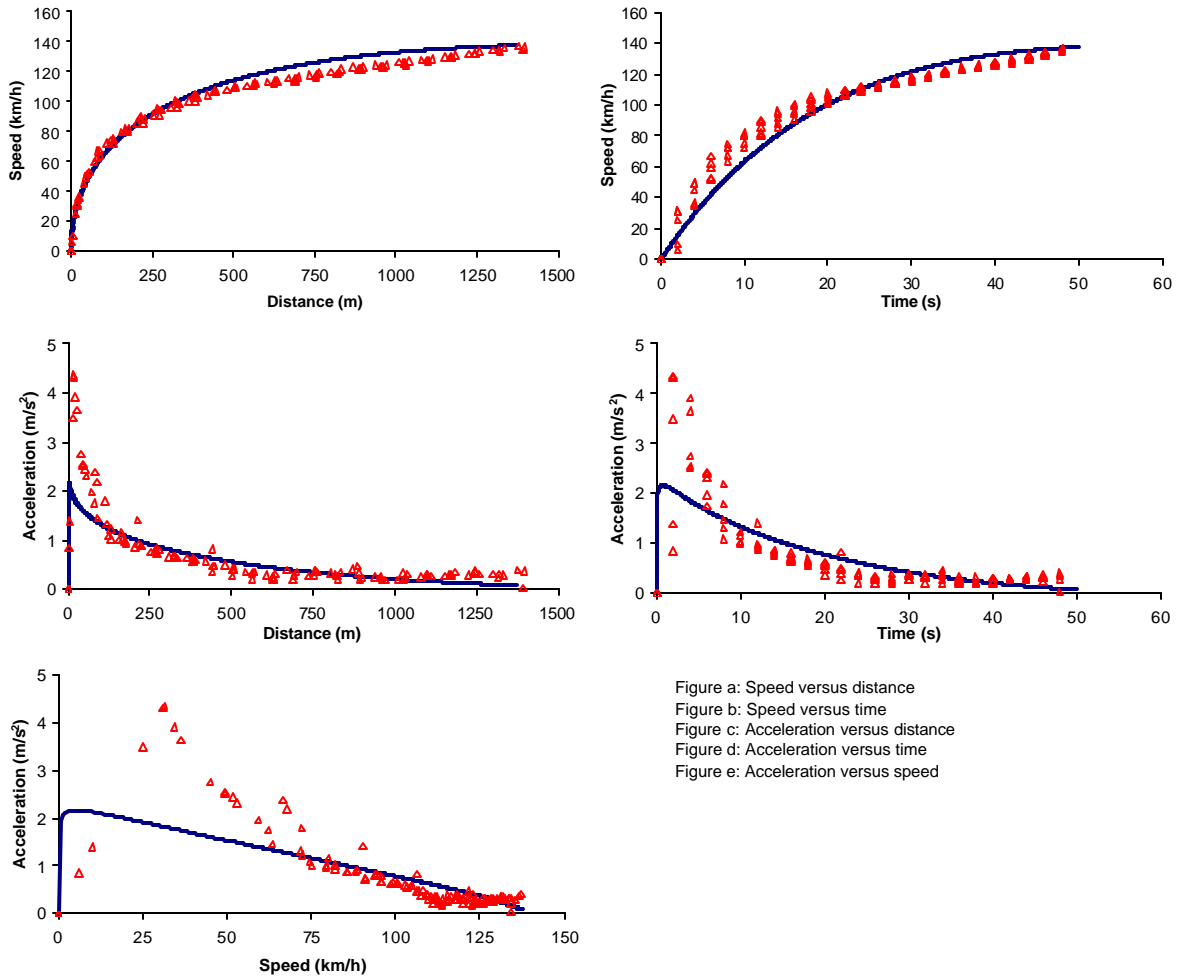 160
140
120
100
80
60
40
20
0
Speed (km/h)
0 250 500 750 1000 1250 1500
Distance (m)
160
140
120
100
80
60
40
20
0
Speed (km/h)
0 10 20 30 40 50 60
Time (s)
5
4
3
2
1
0
Acceleration (m/s²)
0 250 500 750 1000 1250 1500
Distance (m)
5
4
3
2
1
0
Acceleration (m/s²)
0 10 20 30 40 50 60
Time (s)
5
4
3
2
1
0
Acceleration (m/s²)
0 25 50 75 100 125 150
Speed (km/h)
Figure a: Speed versus distance
Figure b: Speed versus time
Figure c: Acceleration versus distance
Figure d: Acceleration versus time
Figure e: Acceleration versus speed